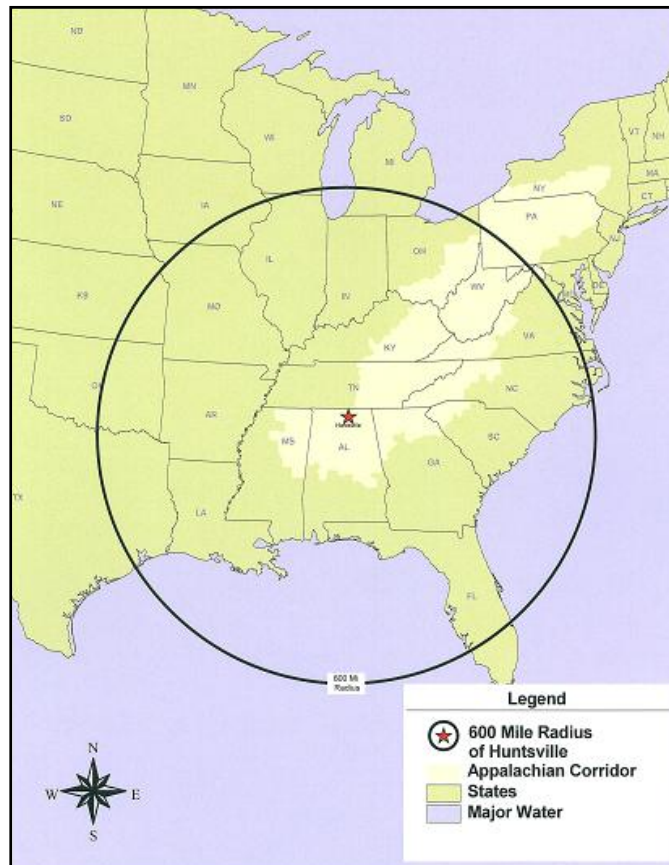 ND
MN
SD
WI
MI
VT
NH
NY
MA
CT
NE
IA
PA
NJ
IL
IN
OH
DE
KS
MO
WV
VA
KY
TN
NC
OK
AR
Huntsville
MS
AL
GA
SC
TX
LA
FL
600 Mi
Radius
Legend
600 Mile Radius
of Huntsville
Appalachian Corridor
States
Major Water
N
W
E
S